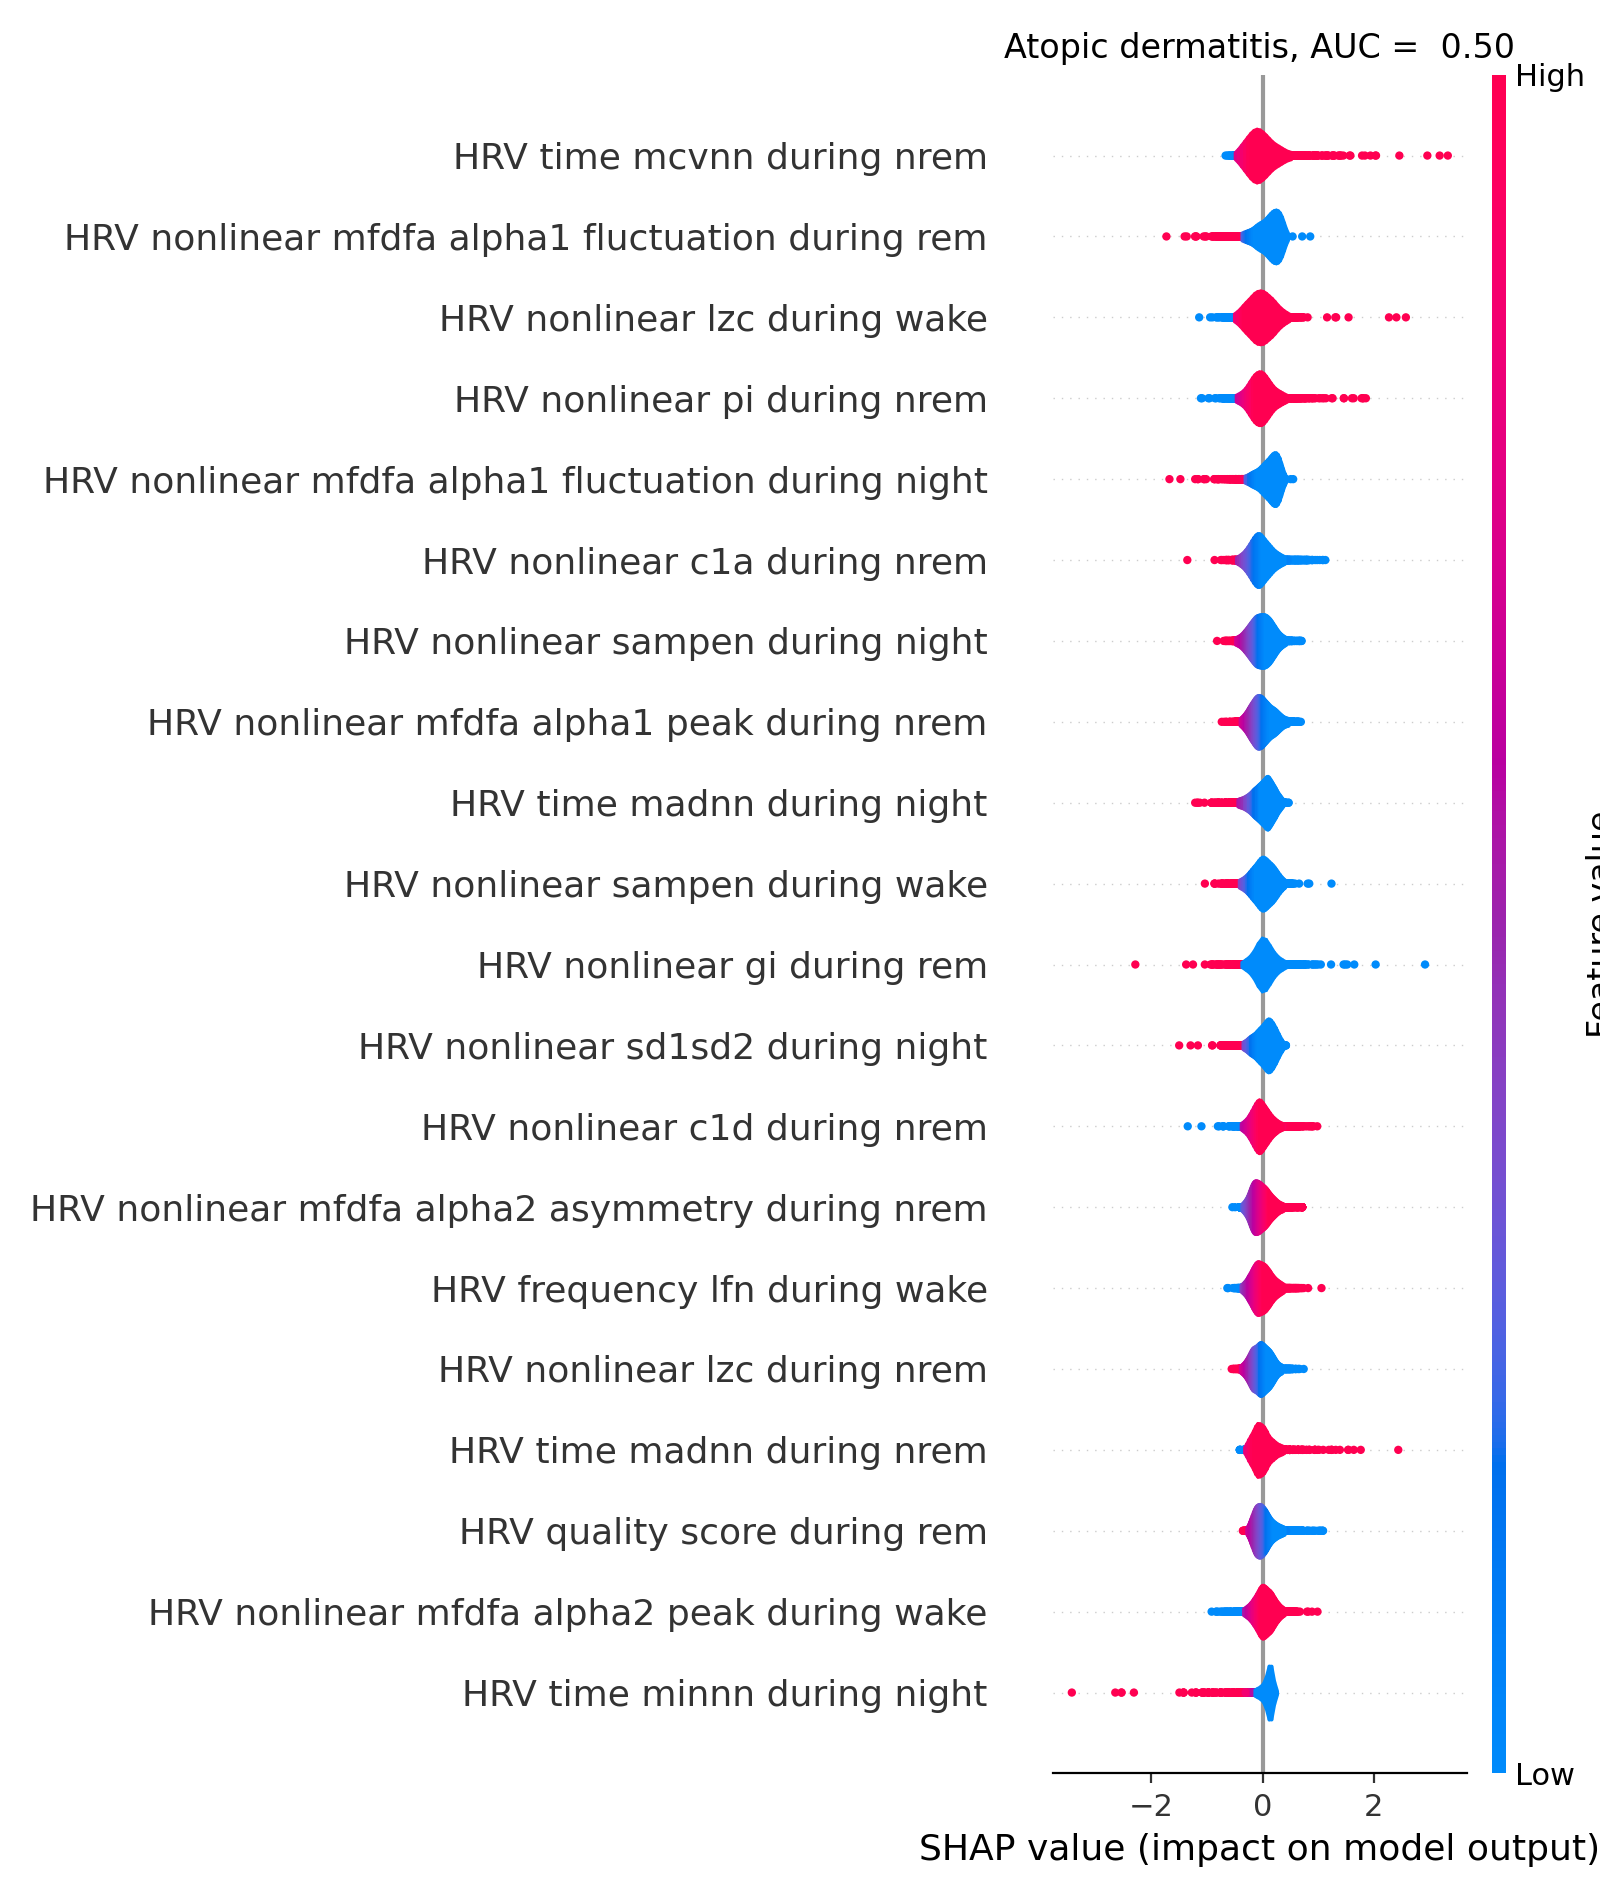 Atopic dermatitis, AUC =  0.50
High
HRV time mcvnn during nrem
HRV nonlinear mfdfa alpha1 fluctuation during rem
HRV nonlinear lzc during wake
HRV nonlinear pi during nrem
HRV nonlinear mfdfa alpha1 fluctuation during night
HRV nonlinear c1a during nrem
HRV nonlinear sampen during night
HRV nonlinear mfdfa alpha1 peak during nrem
HRV time madnn during night
HRV nonlinear sampen during wake
HRV nonlinear gi during rem
HRV nonlinear sd1sd2 during night
HRV nonlinear c1d during nrem
HRV nonlinear mfdfa alpha2 asymmetry during nrem
HRV frequency lfn during wake
HRV nonlinear lzc during nrem
HRV time madnn during nrem
HRV quality score during rem
HRV nonlinear mfdfa alpha2 peak during wake
HRV time minnn during night
Feature value
Low
−2 0 2
SHAP value (impact on model output)